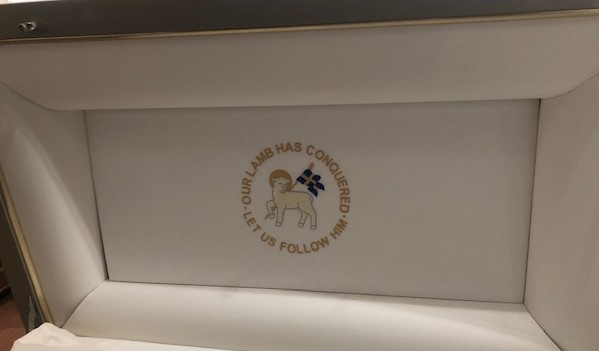 OUR LAMB HAS CONQUERED
· LET US FOLLOW HIM ·